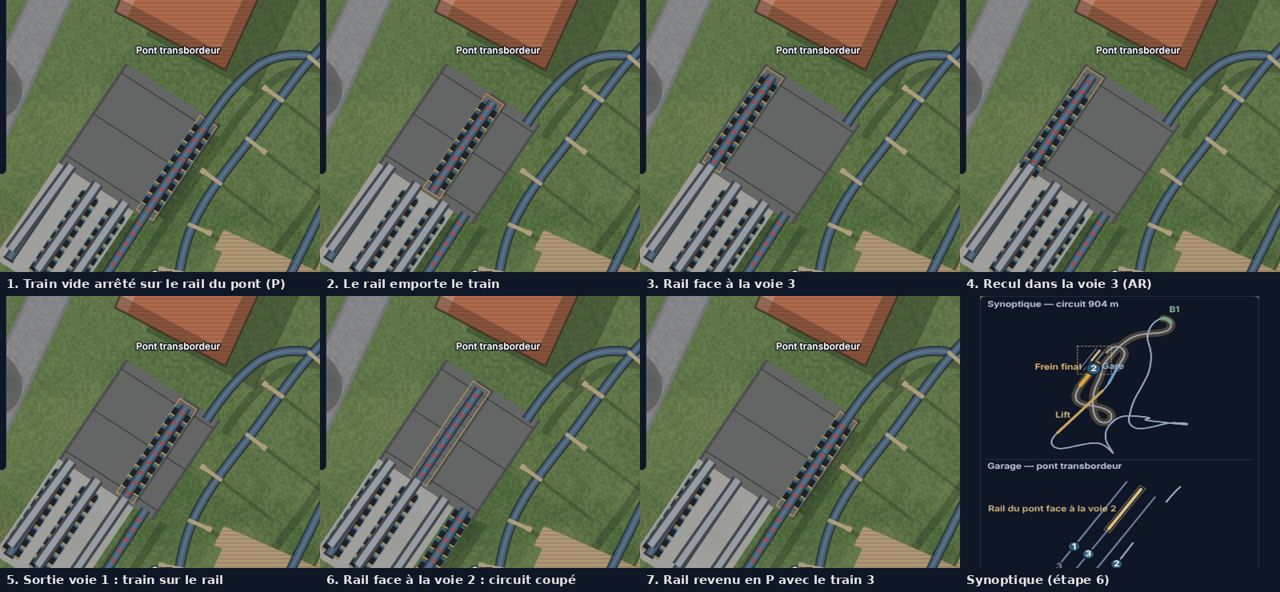 Pont transbordeur
Pont transbordeur
Pont transbordeur
Pont transbordeur
1. Train vide arrêté sur le rail du pont (P)
2. Le rail emporte le train
3. Rail face à la voie 3
4. Recul dans la voie 3 (AR)
Pont transbordeur
Pont transbordeur
Pont transbordeur
Synoptique — circuit 904 m
B1
Frein final
2
Gare
Lift
Garage — pont transbordeur
Rail du pont face à la voie 2
1
3
3
2
5. Sortie voie 1 : train sur le rail
6. Rail face à la voie 2 : circuit coupé
7. Rail revenu en P avec le train 3
Synoptique (étape 6)